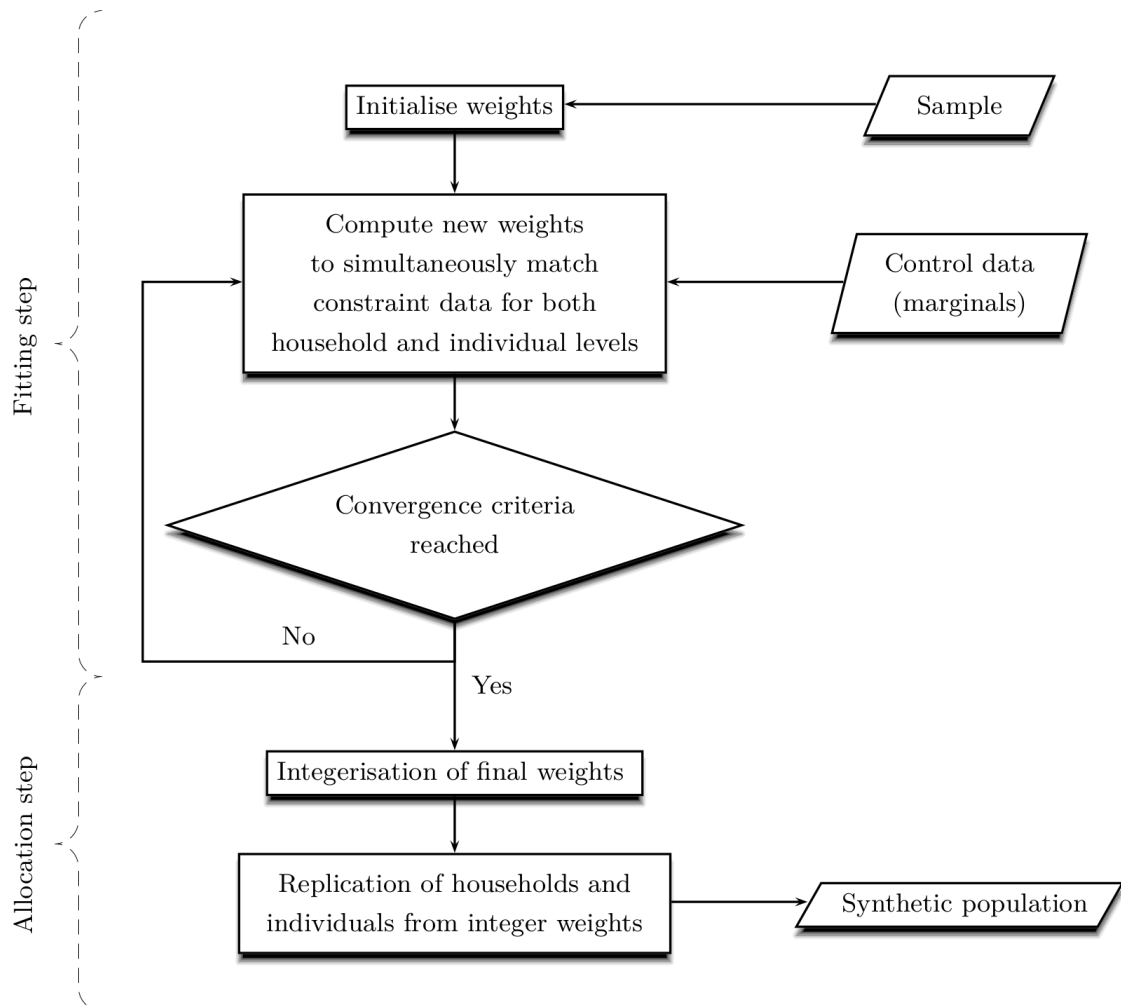 Initialise weights
Sample
Compute new weights
to simultaneously match
constraint data for both
household and individual levels
Control data
(marginals)
Fitting step
Convergence criteria
reached
No
Yes
Integerisation of final weights
Allocation step
Replication of households and
individuals from integer weights
Synthetic population